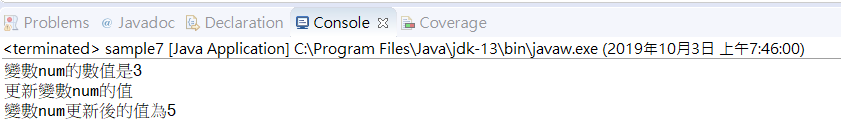 Problems @ Javadoc Declaration Console Coverage
<terminated> sample7 [Java Application] C:\Program Files\Java\jdk-13\bin\javaw.exe (2019年10月3日 上午7:46:00)
變數num的數值是3
更新變數num的值
變數num更新後的值為5